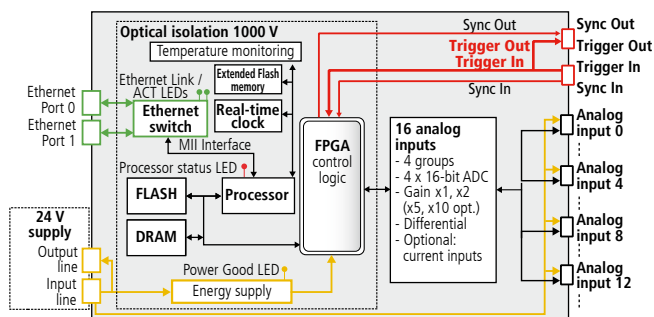 Optical isolation 1000 V
Temperature monitoring
Extended Flash
memory
Real-time
clock
Ethernet Link /
ACT LEDs
Ethernet
Port 0
Ethernet
Port 1
Ethernet
switch
MII Interface
Processor status LED
FLASH
Processor
DRAM
24 V
supply
Output
line
Input
line
Power Good LED
Energy supply
FPGA
control
logic
Sync Out
Trigger Out
Trigger In
Sync In
16 analog
inputs
- 4 groups
- 4 x 16-bit ADC
- Gain x1, x2
(x5, x10 opt.)
- Differential
- Optional:
current inputs
Sync Out
Trigger Out
Trigger In
Sync In
Analog
input 0
Analog
input 4
Analog
input 8
Analog
input 12